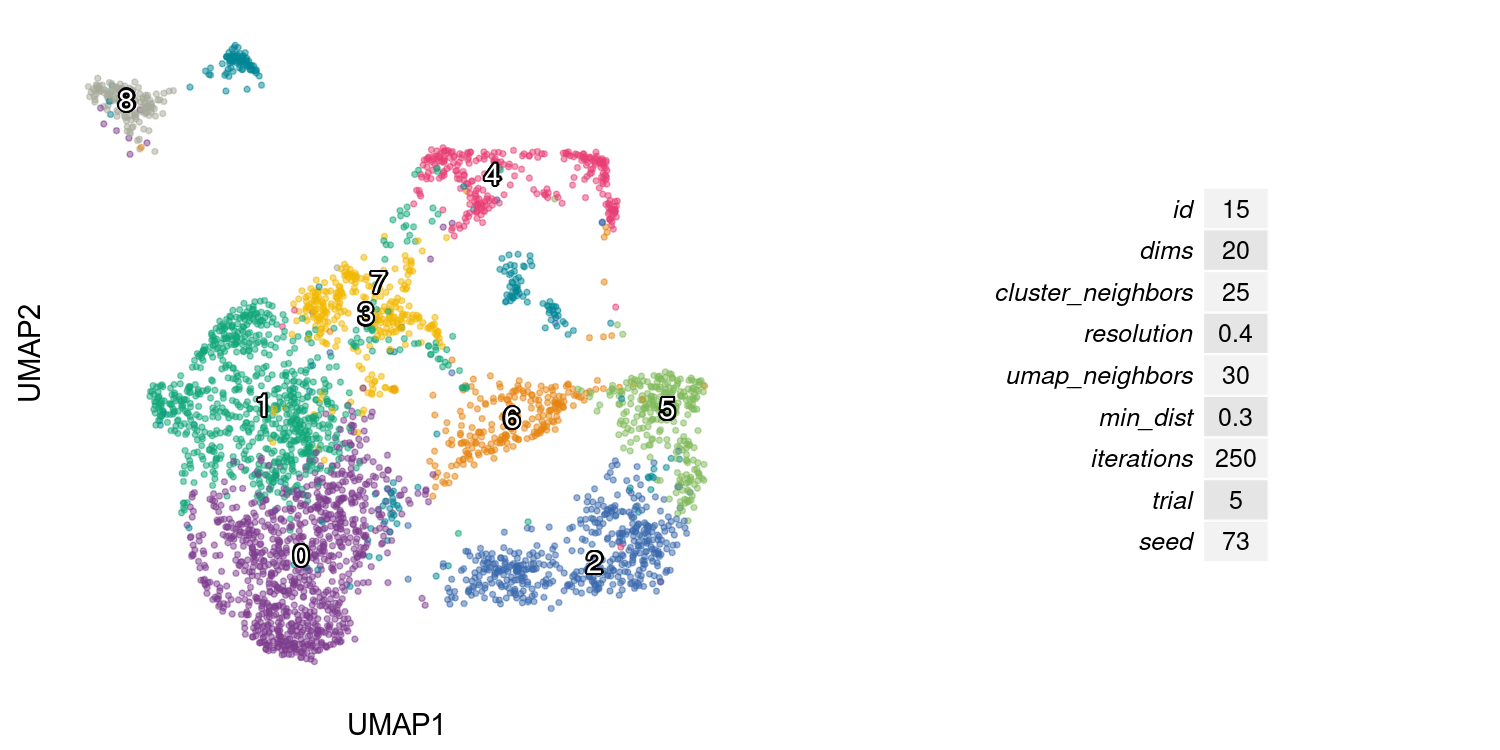 8
4
7
3
1
6
5
0
2
UMAP1
UMAP2
id 15
dims 20
cluster_neighbors 25
resolution 0.4
umap_neighbors 30
min_dist 0.3
iterations 250
trial 5
seed 73